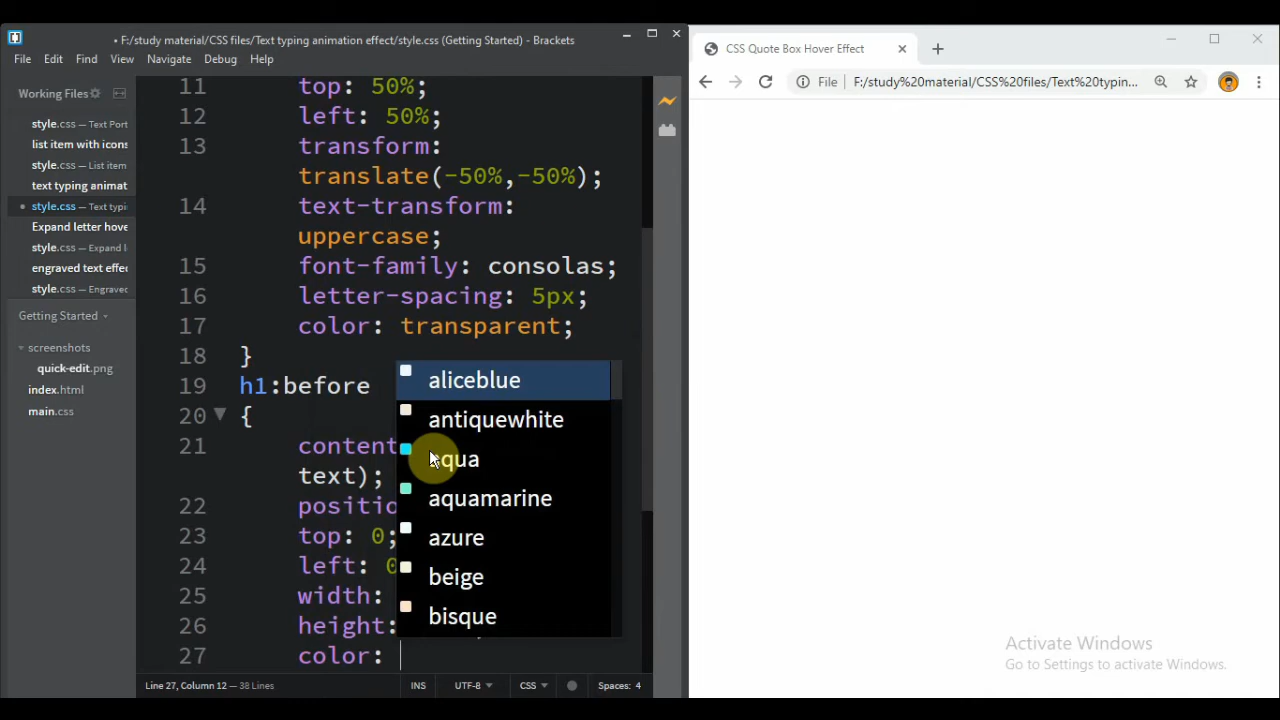 • F:/study material/CSS files/Text typing animation effect/style.css (Getting Started) - Brackets
File Edit Find View Navigate Debug Help
Working Files
style.css — Text Port
list item with icons
style.css — List item
text typing animat
style.css — Text typi
Expand letter hove
style.css — Expand l
engraved text effec
style.css — Engraved
Getting Started
screenshots
quick-edit.png
index.html
main.css
11 top: 50%;
12 left: 50%;
13 transform:
translate(-50%,-50%);
14 text-transform:
uppercase;
15 font-family: consolas;
16 letter-spacing: 5px;
17 color: transparent;
18 }
19 h1:before
20 {
21 content
text);
22 positio
23 top: 0;
24 left: 0
25 width:
26 height:
27 color:
aliceblue
antiquewhite
aqua
aquamarine
azure
beige
bisque
Line 27, Column 12 — 38 Lines
INS UTF-8 CSS Spaces: 4
CSS Quote Box Hover Effect
File F:/study%20material/CSS%20files/Text%20typin...
Activate Windows
Go to Settings to activate Windows.